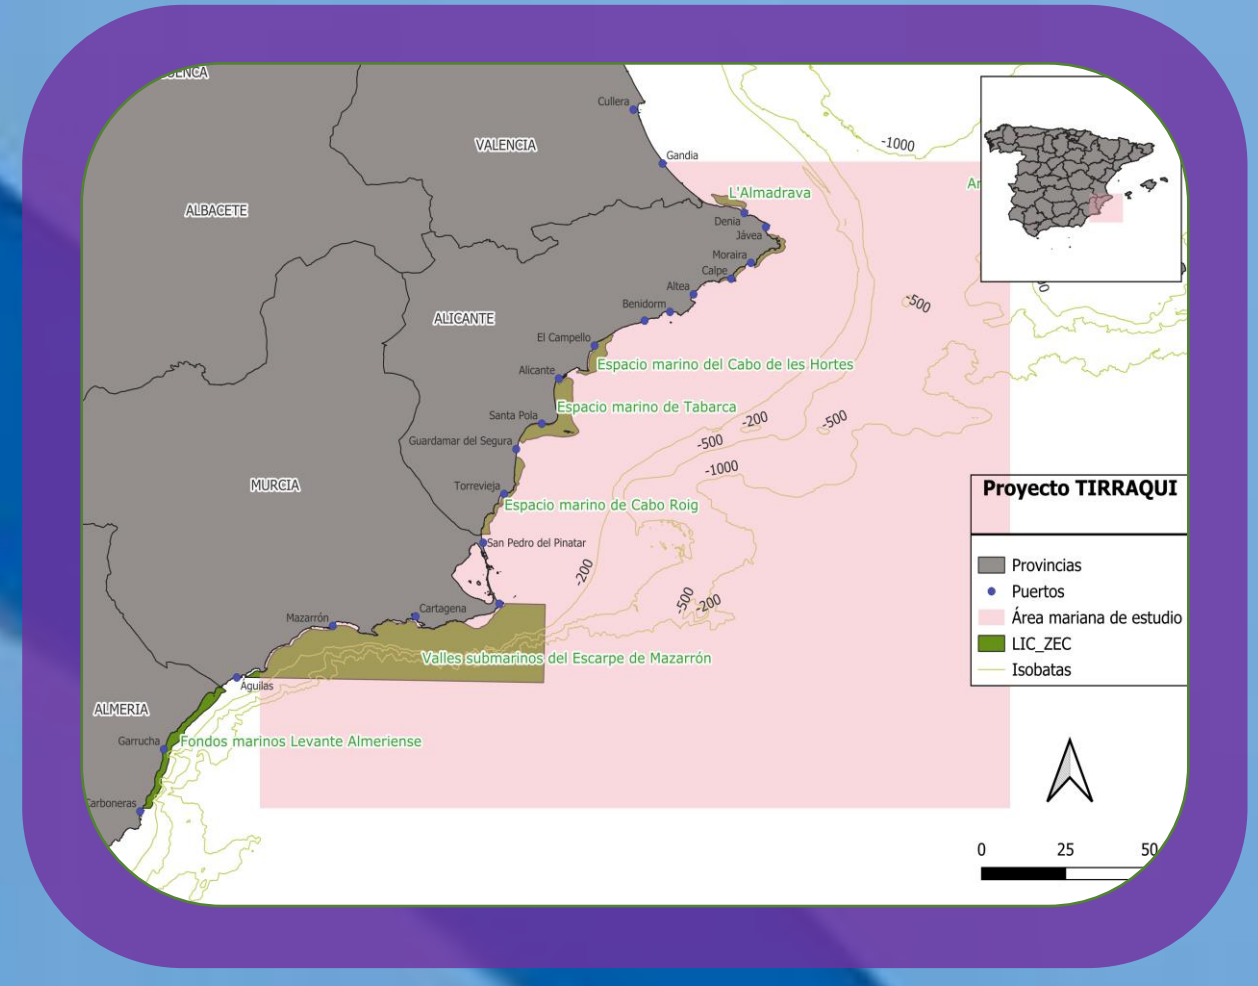 Cullera
VALENCIA
-1000
Gandia
L'Almadrava
ALBACETE
Denia
Jávea
Moraira
Calpe
Altea
Benidorm
-500
ALICANTE
El Campello
Espacio marino del Cabo de les Hortes
Alicante
Espacio marino de Tabarca
Santa Pola
-200
-500
Guardamar del Segura
-500
-1000
MURCIA
Torrevieja
Espacio marino de Cabo Roig
San Pedro del Pinatar
-200
-500
-200
Cartagena
Mazarrón
Valles submarinos del Escarpe de Mazarrón
Águilas
ALMERIA
Garrucha
Fondos marinos Levante Almeriense
Carboneras
Proyecto TIRRAQUI
Provincias
Puertos
Área mariana de estudio
LIC_ZEC
Isobatas
0 25 50